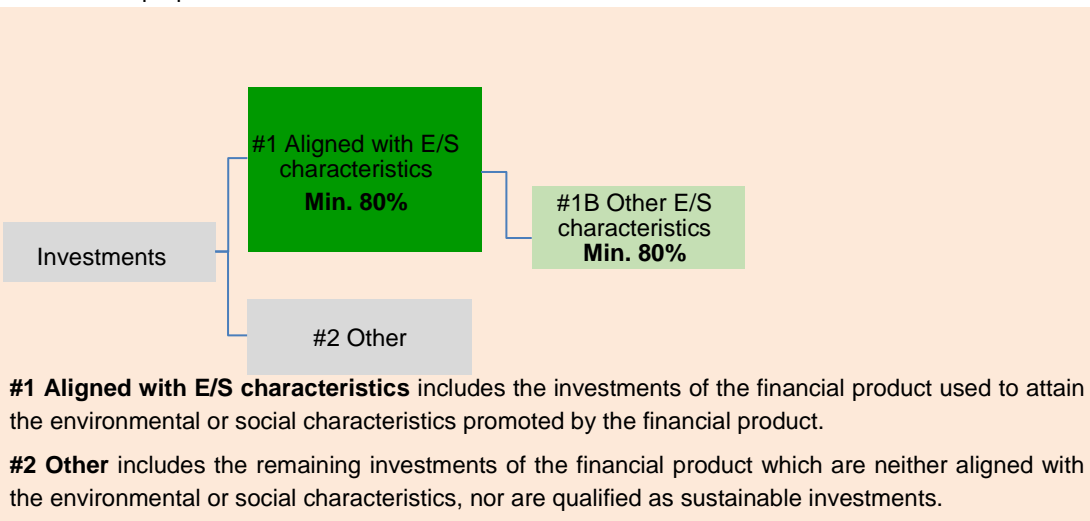 #1 Aligned with E/S
characteristics
Min. 80%
#1B Other E/S
characteristics
Min. 80%
Investments
#2 Other
#1 Aligned with E/S characteristics includes the investments of the financial product used to attain
the environmental or social characteristics promoted by the financial product.
#2 Other includes the remaining investments of the financial product which are neither aligned with
the environmental or social characteristics, nor are qualified as sustainable investments.